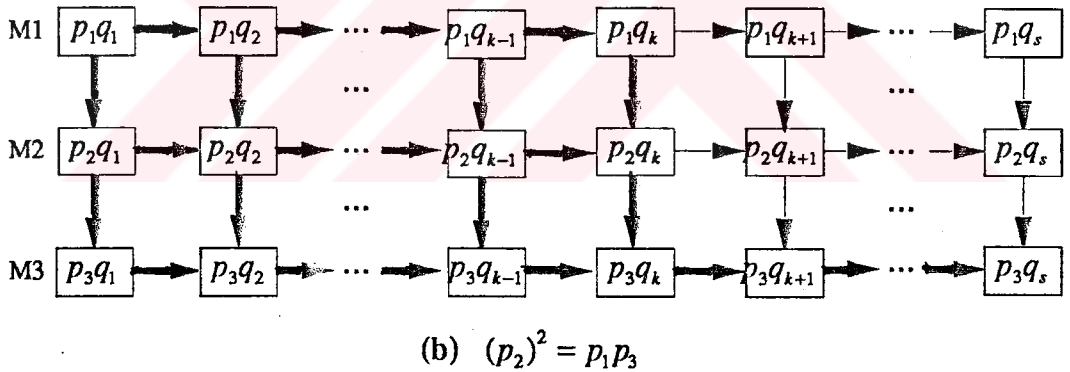 M1 p₁q₁ p₁q₂ ... p₁qₖ₋₁ p₁qₖ p₁qₖ₊₁ ... p₁qₛ
... ...
M2 p₂q₁ p₂q₂ ... p₂qₖ₋₁ p₂qₖ p₂qₖ₊₁ ... p₂qₛ
... ...
M3 p₃q₁ p₃q₂ ... p₃qₖ₋₁ p₃qₖ p₃qₖ₊₁ ... p₃qₛ
(b) (p₂)² = p₁p₃